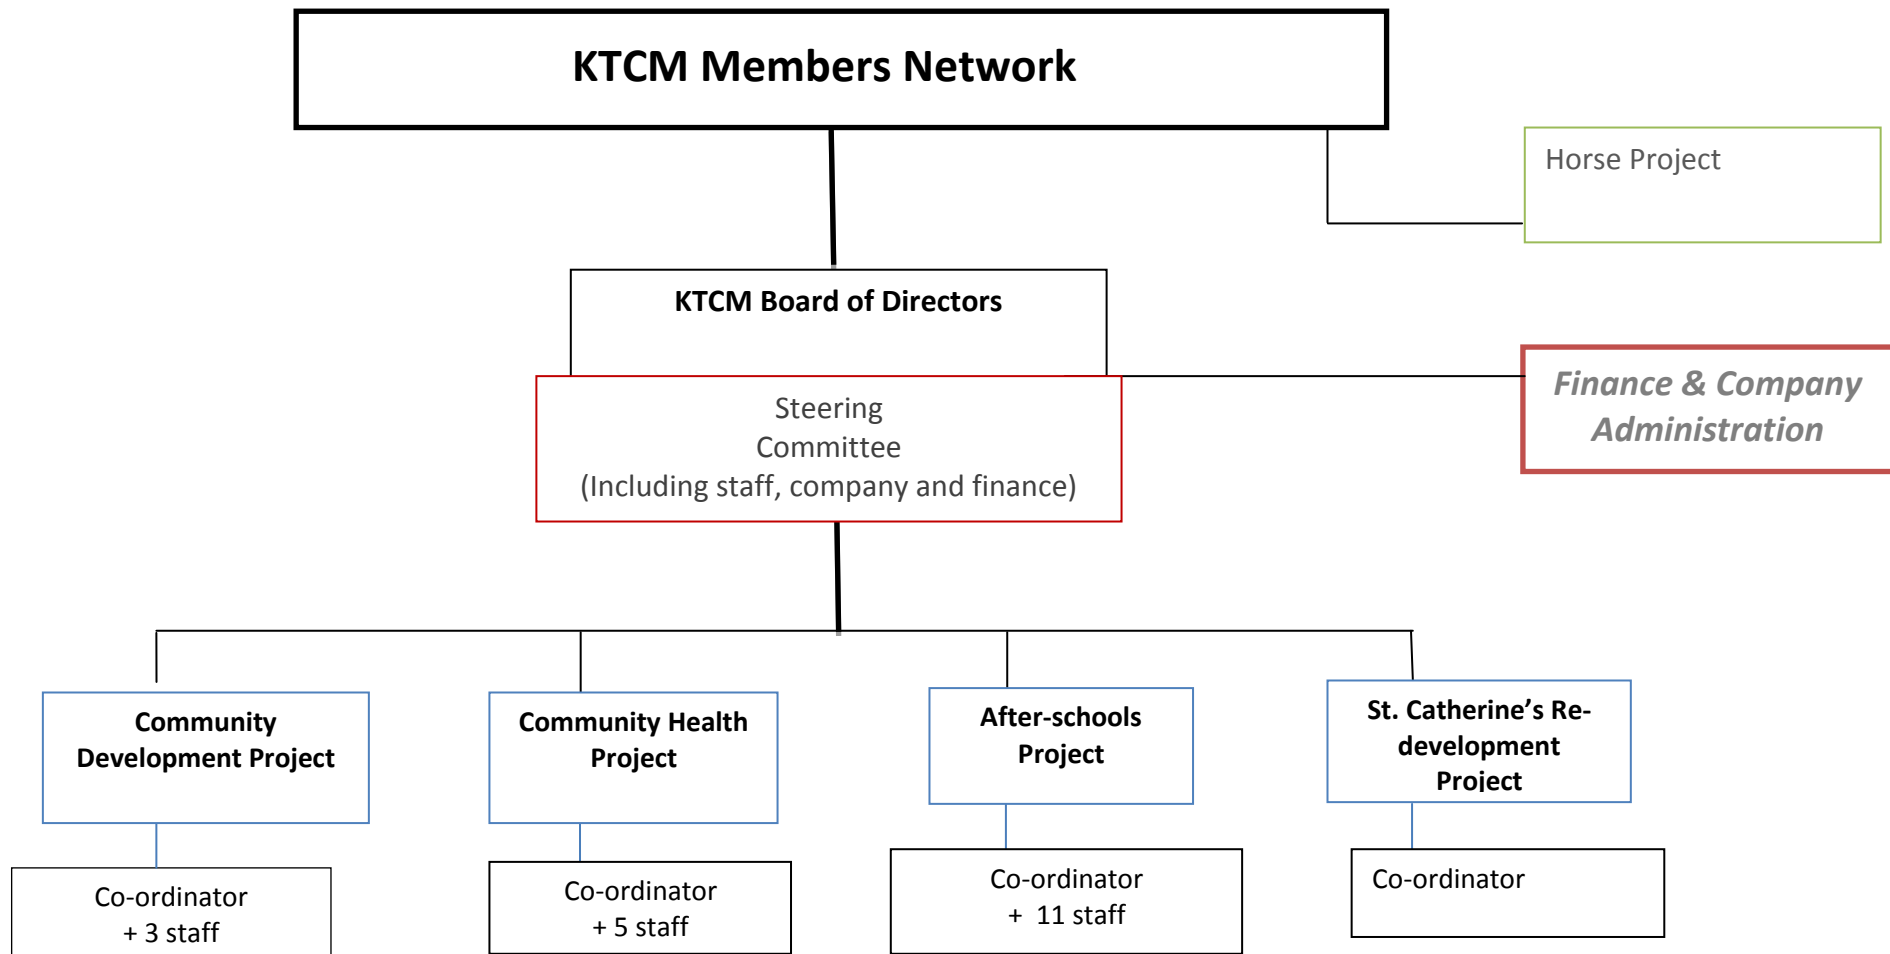 KTCM Members Network
Horse Project
KTCM Board of Directors
Steering
Committee
(Including staff, company and finance)
Finance & Company
Administration
Community
Development Project
Community Health
Project
After-schools
Project
St. Catherine’s Re-
development
Project
Co-ordinator
+ 3 staff
Co-ordinator
+ 5 staff
Co-ordinator
+  11 staff
Co-ordinator